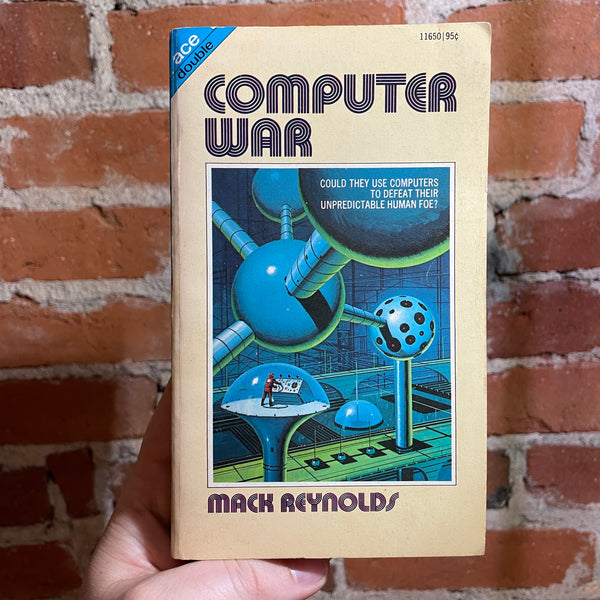 ace
double
11650|95¢
COMPUTER
WAR
COULD THEY USE COMPUTERS
TO DEFEAT THEIR
UNPREDICTABLE HUMAN FOE?
MACK REYNOLDS